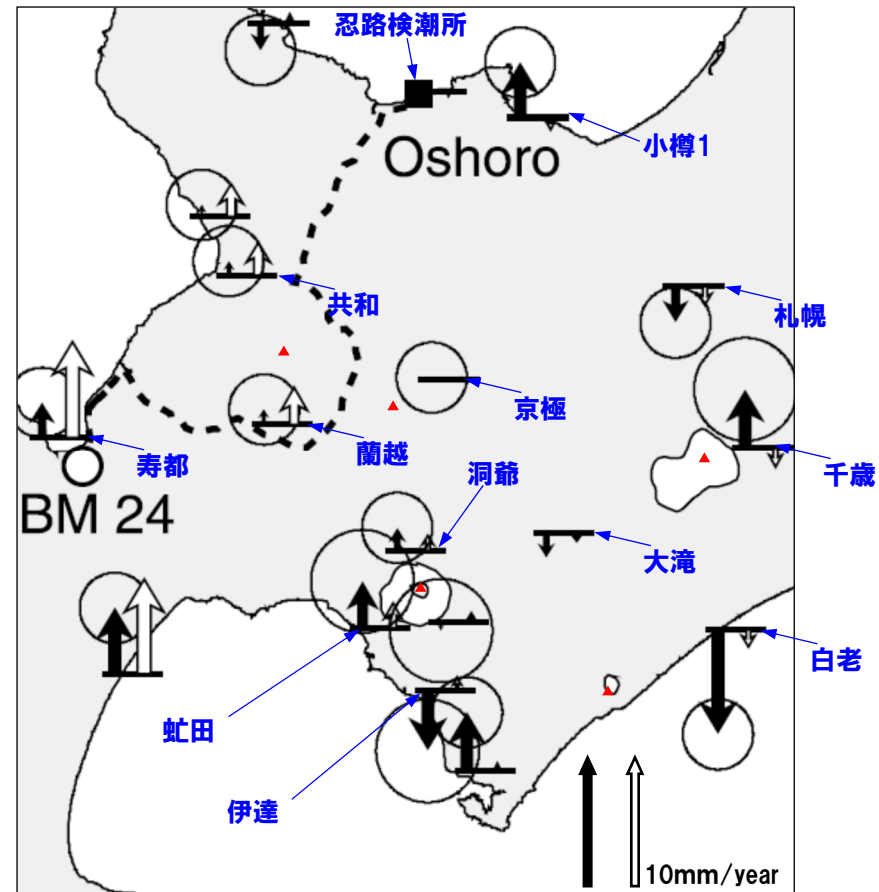 忍路検潮所
Oshoro
小樽1
共和
札幌
京極
寿都
蘭越
洞爺
千歳
BM 24
大滝
白老
虻田
伊達
10mm/year